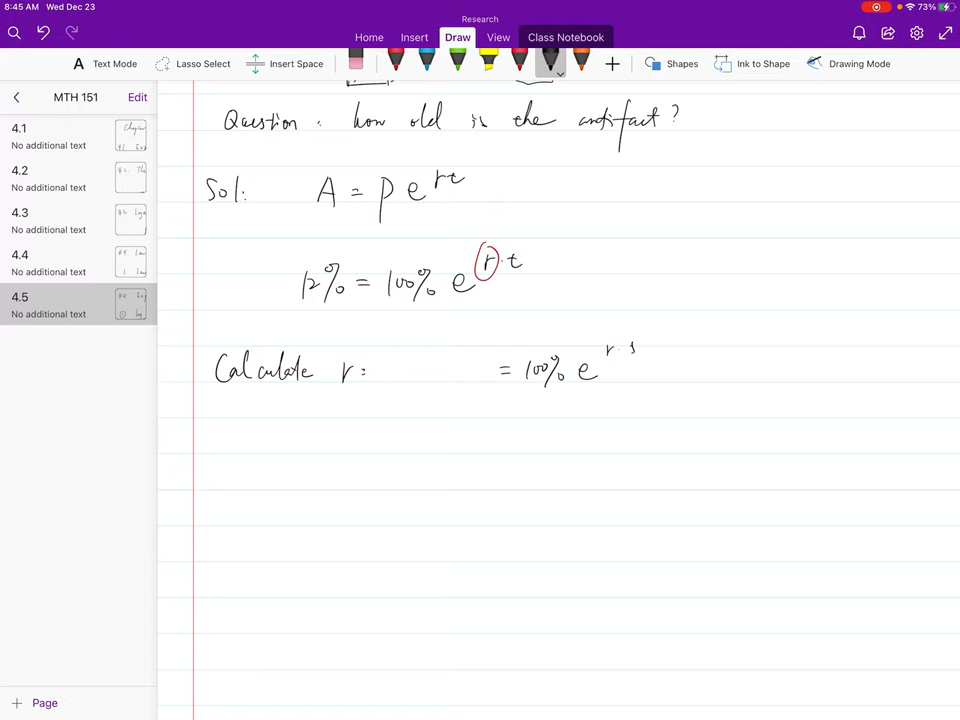 8:45 AM Wed Dec 23
73%
Research
Home Insert Draw View Class Notebook
Text Mode Lasso Select Insert Space Shapes Ink to Shape Drawing Mode
MTH 151 Edit
4.1
No additional text
4.2
No additional text
4.3
No additional text
4.4
No additional text
4.5
No additional text
Page
Question : how old is the antifact ?
Sol: A = P e^{rt}
12% = 100% e^{r·t}
Calculate r: = 100% e^{r·5}